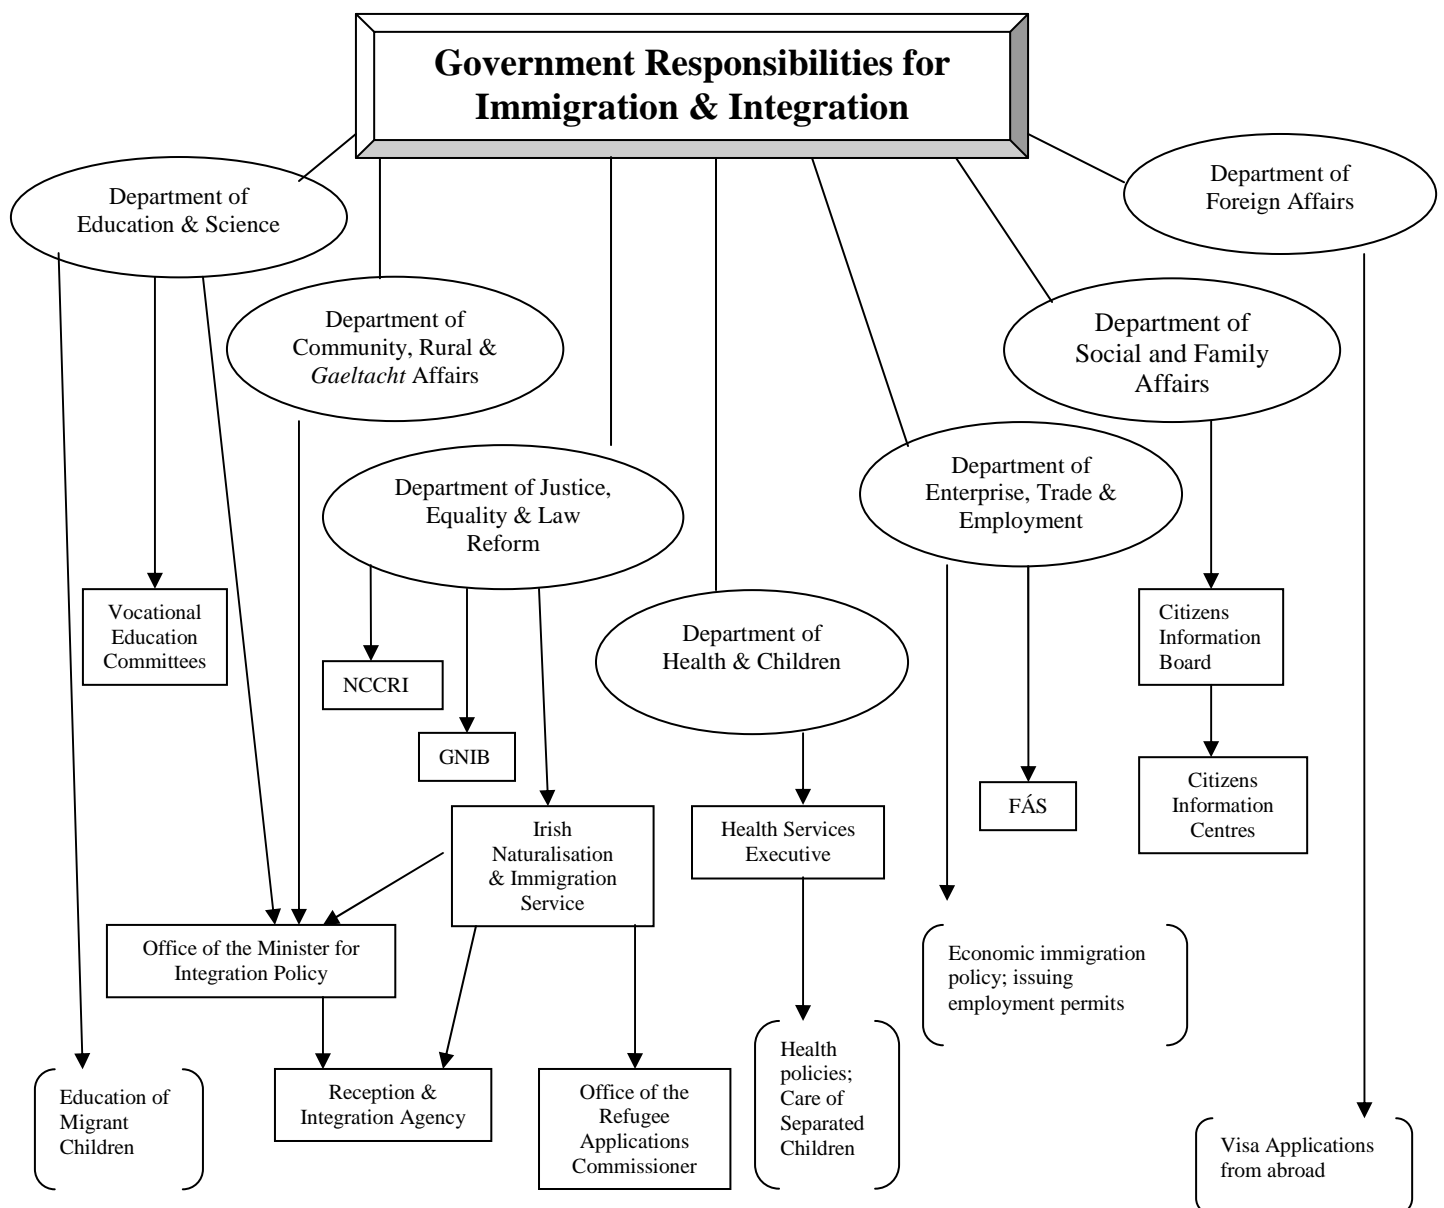 Government Responsibilities for
Immigration & Integration
Department of
Education & Science
Department of
Foreign Affairs
Department of
Community, Rural &
Gaeltacht Affairs
Department of
Social and Family
Affairs
Department of Justice,
Equality & Law
Reform
Department of
Enterprise, Trade &
Employment
Vocational
Education
Committees
Department of
Health & Children
Citizens
Information
Board
NCCRI
GNIB
FÁS
Citizens
Information
Centres
Irish
Naturalisation
& Immigration
Service
Health Services
Executive
Office of the Minister for
Integration Policy
Economic immigration
policy; issuing
employment permits
Education of
Migrant
Children
Reception &
Integration Agency
Office of the
Refugee
Applications
Commissioner
Health
policies;
Care of
Separated
Children
Visa Applications
from abroad